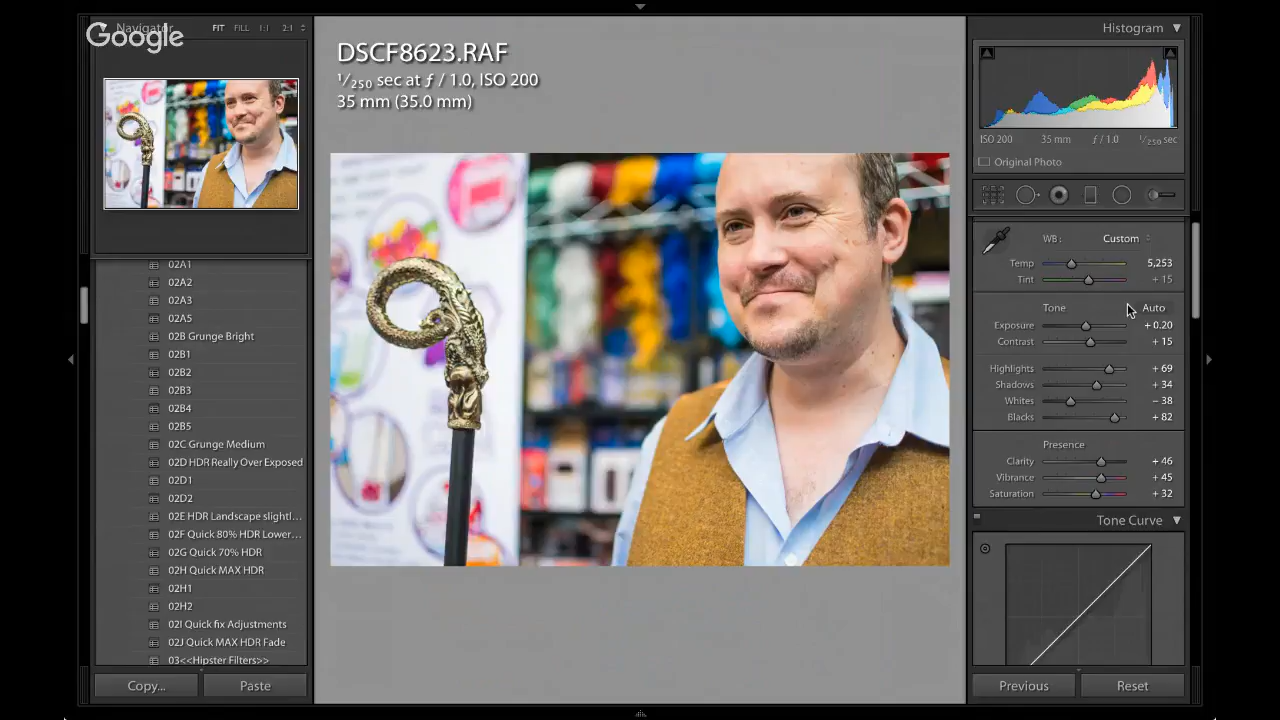 Navigator
FIT FILL 1:1 2:1
Google
DSCF8623.RAF
1/250 sec at ƒ / 1.0, ISO 200
35 mm (35.0 mm)
Histogram
ISO 200 35 mm ƒ / 1.0 1/250 sec
Original Photo
WB: Custom
Temp 5,253
Tint + 15
Tone Auto
Exposure + 0.20
Contrast + 15
Highlights + 69
Shadows + 34
Whites − 38
Blacks + 82
Presence
Clarity + 46
Vibrance + 45
Saturation + 32
Tone Curve
02A1
02A2
02A3
02A5
02B Grunge Bright
02B1
02B2
02B3
02B4
02B5
02C Grunge Medium
02D HDR Really Over Exposed
02D1
02D2
02E HDR Landscape slightl...
02F Quick 80% HDR Lower...
02G Quick 70% HDR
02H Quick MAX HDR
02H1
02H2
02I Quick fix Adjustments
02J Quick MAX HDR Fade
03<<Hipster Filters>>
Copy... Paste
Previous Reset